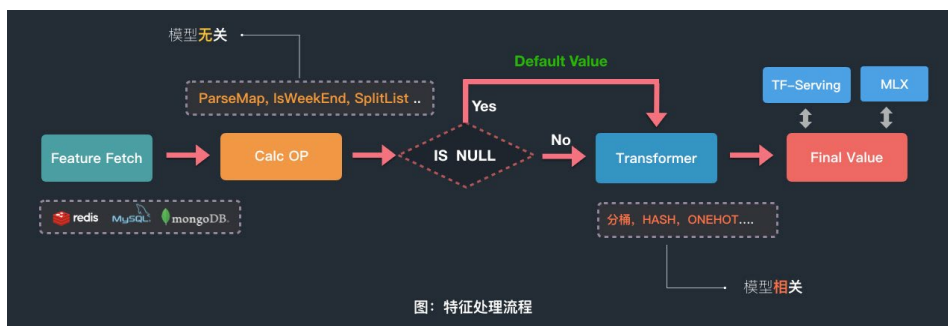 模型无关
Default Value
ParseMap, IsWeekEnd, SplitList ..
Yes
TF-Serving
MLX
Feature Fetch
Calc OP
IS NULL
No
Transformer
Final Value
redis
MySQL
mongoDB.
分桶，HASH，ONEHOT....
模型相关
图：特征处理流程